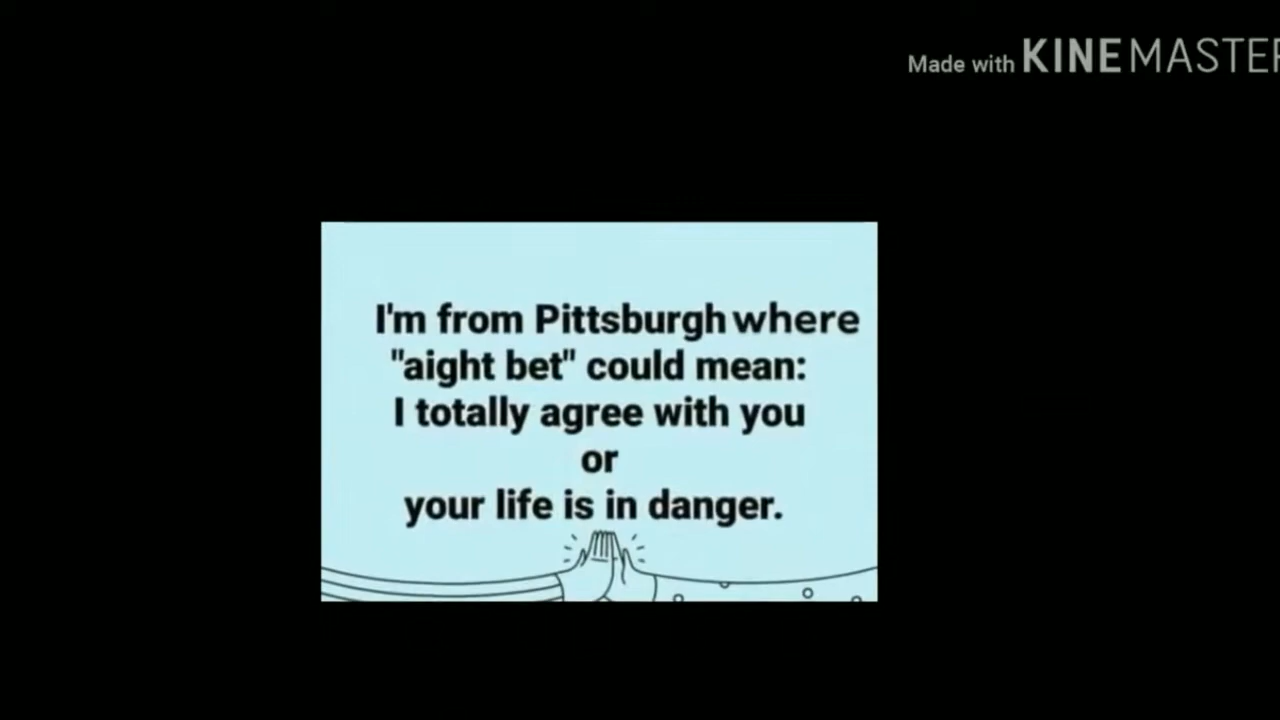 Made with KINEMASTER
I'm from Pittsburgh where
"aight bet" could mean:
I totally agree with you
or
your life is in danger.